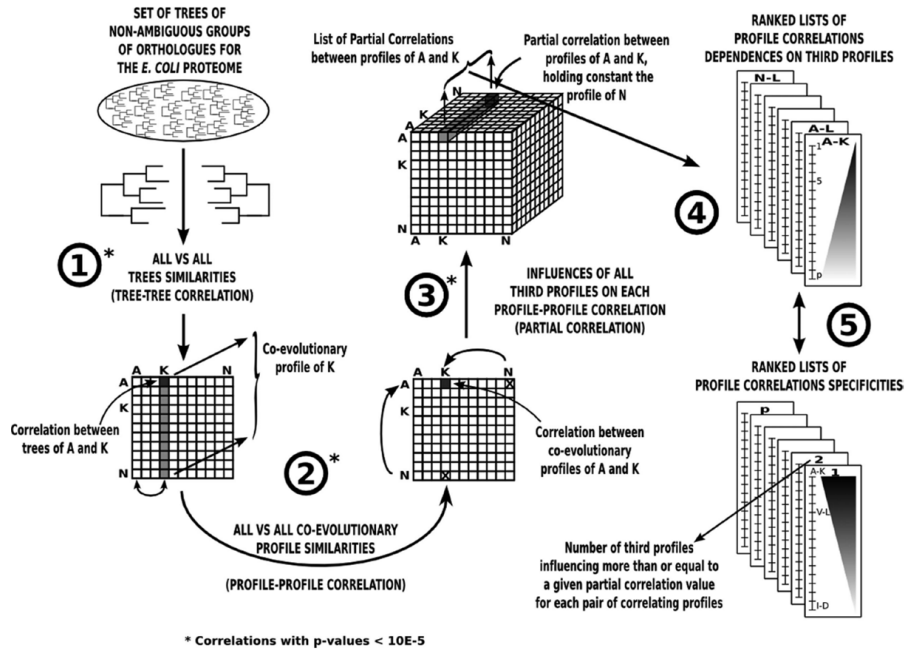 SET OF TREES OF
NON-AMBIGUOUS GROUPS
OF ORTHOLOGUES FOR
THE E. COLI PROTEOME
1*
ALL VS ALL
TREES SIMILARITIES
(TREE-TREE CORRELATION)
A K N
A
K
N
Co-evolutionary
profile of K
Correlation between
trees of A and K
2*
ALL VS ALL CO-EVOLUTIONARY
PROFILE SIMILARITIES
(PROFILE-PROFILE CORRELATION)
A K N
A
K
N
X
X
Correlation between
co-evolutionary
profiles of A and K
3*
INFLUENCES OF ALL
THIRD PROFILES ON EACH
PROFILE-PROFILE CORRELATION
(PARTIAL CORRELATION)
List of Partial Correlations
between profiles of A and K
Partial correlation between
profiles of A and K,
holding constant the
profile of N
N
K
A
A
K
N
A K N
4
RANKED LISTS OF
PROFILE CORRELATIONS
DEPENDENCES ON THIRD PROFILES
N-L
A-L
A-K
1
5
p
5
RANKED LISTS OF
PROFILE CORRELATIONS SPECIFICITIES
p
2
1
A-K
V-L
I-D
Number of third profiles
influencing more than or equal to
a given partial correlation value
for each pair of correlating profiles
* Correlations with p-values < 10E-5